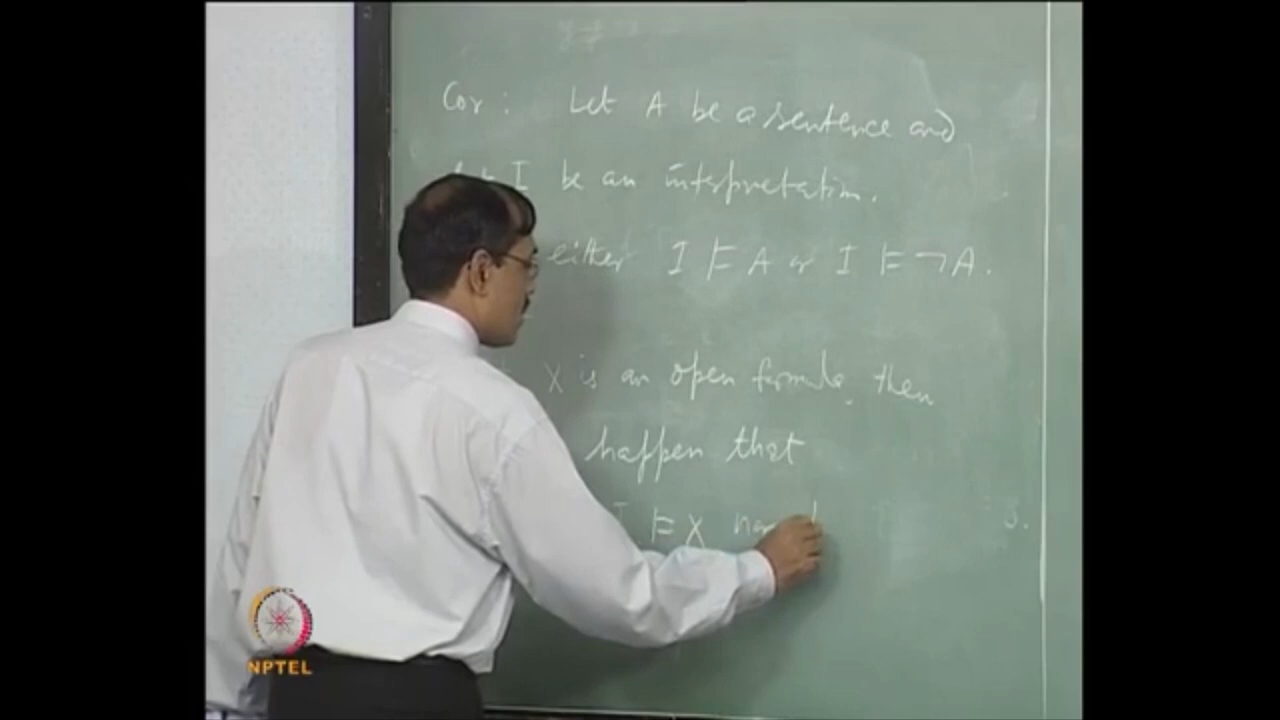 Cor : Let A be a sentence and
I be an interpretation.
either I ⊨ A or I ⊨ ¬A.
X is an open formula, then
happen that
I ⊨ X
NPTEL